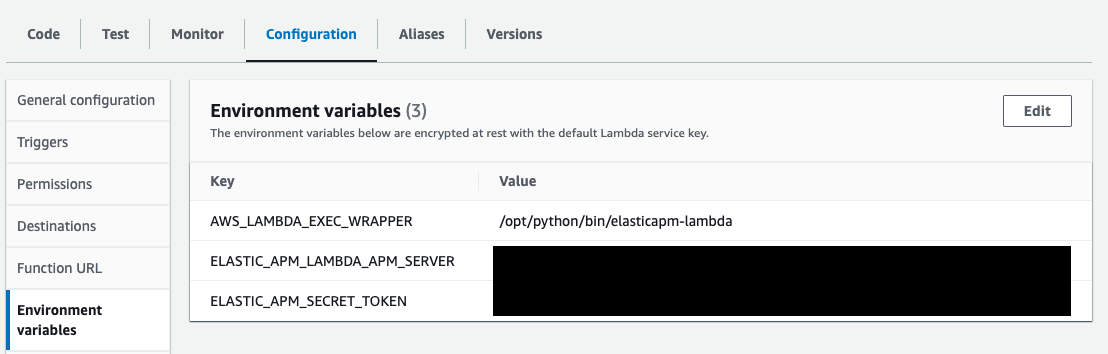 Code Test Monitor Configuration Aliases Versions
General configuration
Triggers
Permissions
Destinations
Function URL
Environment
variables
Environment variables (3)
Edit
The environment variables below are encrypted at rest with the default Lambda service key.
Key Value
AWS_LAMBDA_EXEC_WRAPPER /opt/python/bin/elasticapm-lambda
ELASTIC_APM_LAMBDA_APM_SERVER
ELASTIC_APM_SECRET_TOKEN